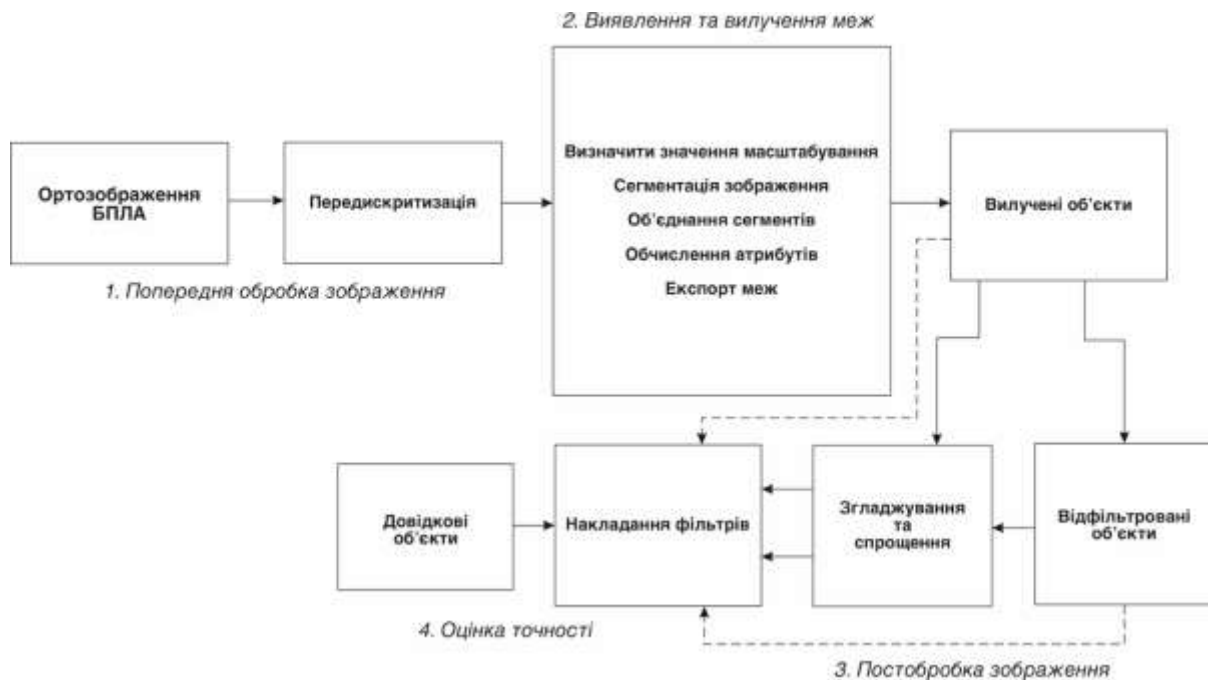 2. Виявлення та вилучення меж
Ортозображення
БПЛА
Передискритизація
Визначити значення масштабування
Сегментація зображення
Об'єднання сегментів
Обчислення атрибутів
Експорт меж
Вилучені об'єкти
1. Попередня обробка зображення
Довідкові
об'єкти
Накладання фільтрів
Згладжування
та
спрощення
Відфільтровані
об'єкти
4. Оцінка точності
3. Постобробка зображення